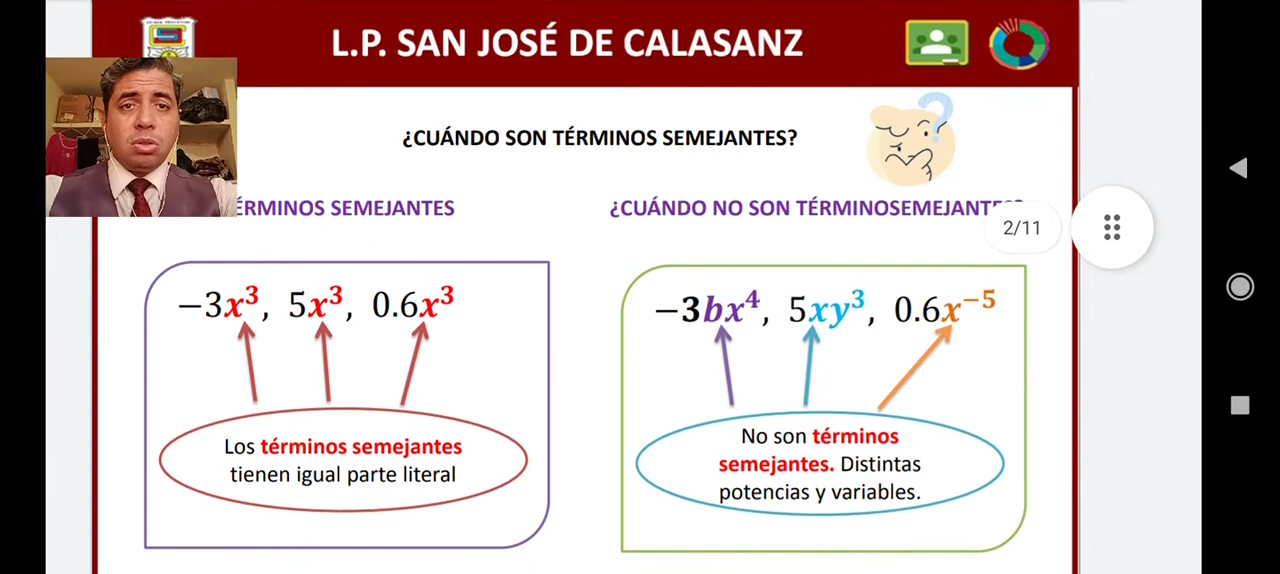 L.P. SAN JOSÉ DE CALASANZ
¿CUÁNDO SON TÉRMINOS SEMEJANTES?
ÉRMINOS SEMEJANTES
¿CUÁNDO NO SON TÉRMINOSEMEJANTES?
2/11
−3x³, 5x³, 0.6x³
Los términos semejantes
tienen igual parte literal
−3bx⁴, 5xy³, 0.6x⁻⁵
No son términos
semejantes. Distintas
potencias y variables.